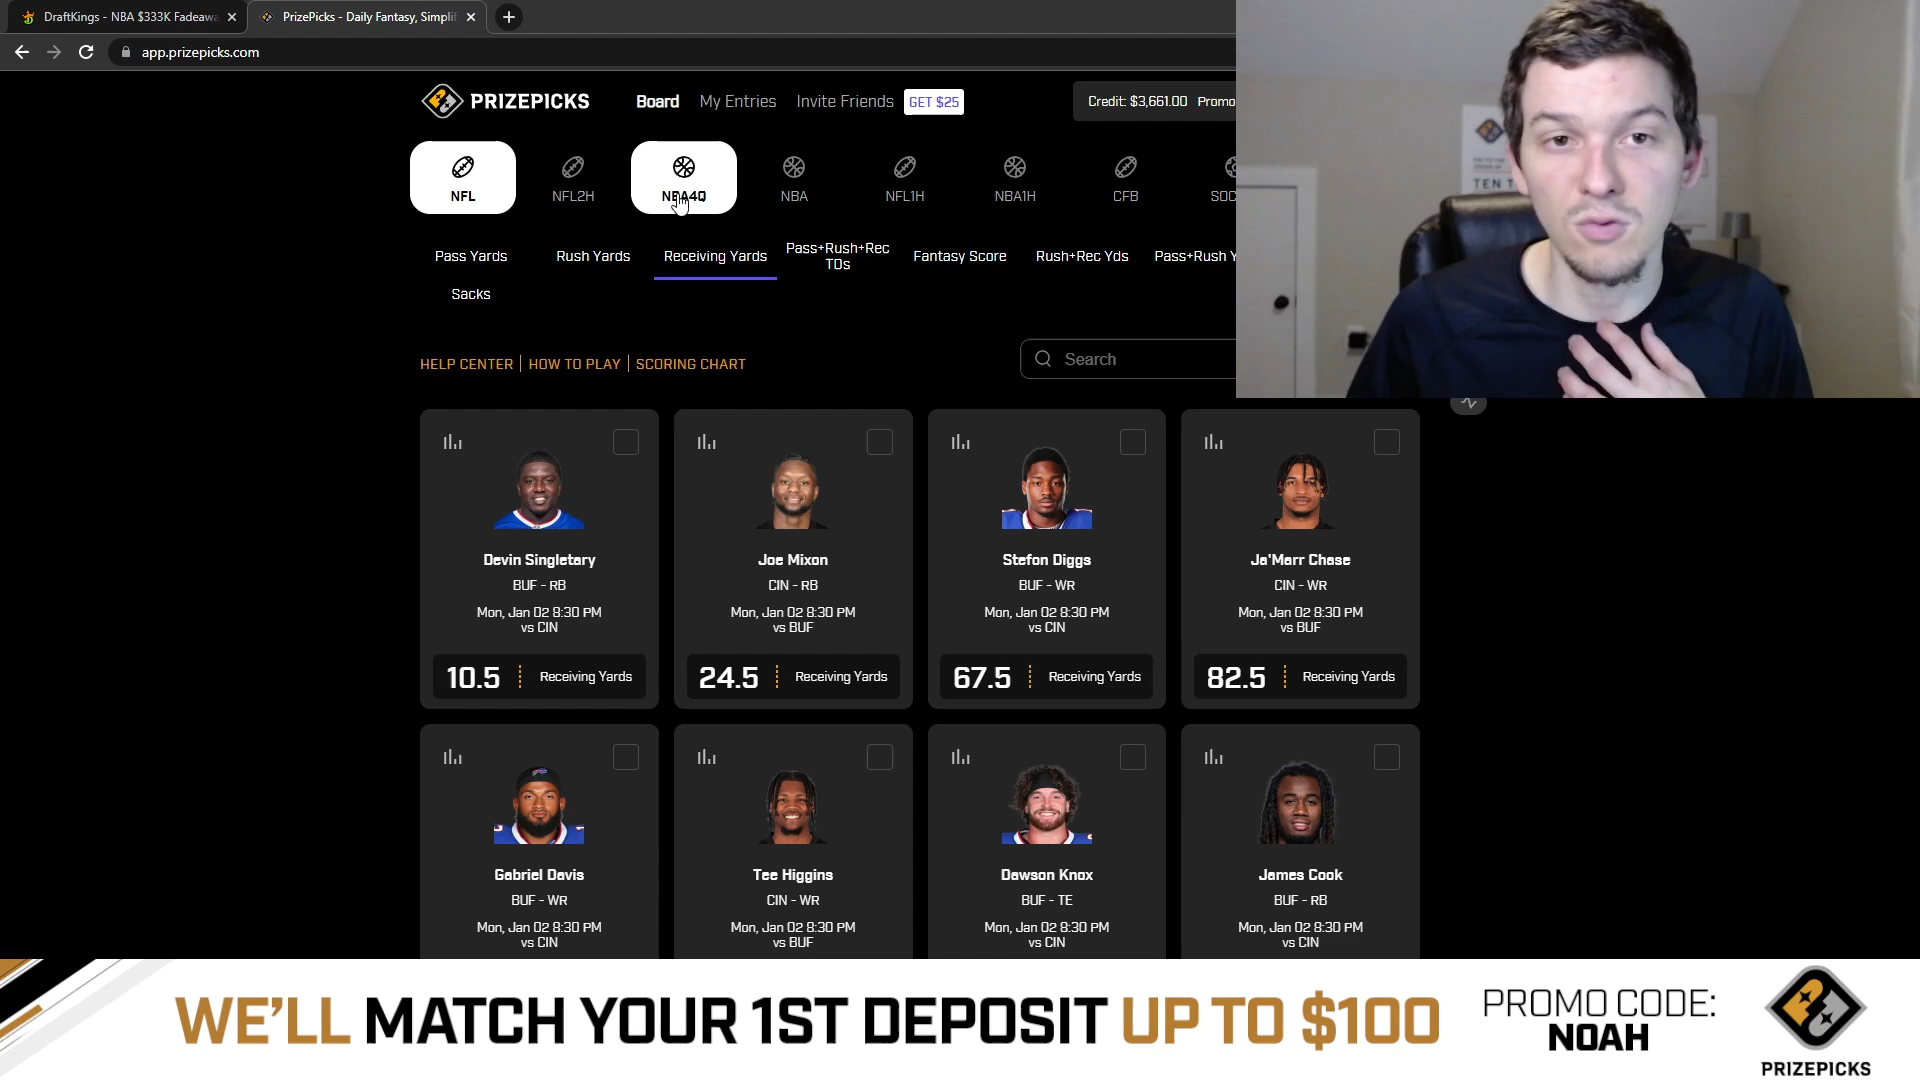 DraftKings - NBA $333K Fadeaw
PrizePicks - Daily Fantasy, Simplif
app.prizepicks.com
PRIZEPICKS
Board
My Entries
Invite Friends
GET $25
Credit: $3,661.00 Promo
NFL
NFL2H
NBA4Q
NBA
NFL1H
NBA1H
CFB
SOC
Pass Yards
Rush Yards
Receiving Yards
Pass+Rush+Rec
TDs
Fantasy Score
Rush+Rec Yds
Pass+Rush Y
Sacks
HELP CENTER | HOW TO PLAY | SCORING CHART
Search
TEN T
Devin Singletary
BUF - RB
Mon, Jan 02 8:30 PM
vs CIN
10.5 Receiving Yards
Joe Mixon
CIN - RB
Mon, Jan 02 8:30 PM
vs BUF
24.5 Receiving Yards
Stefon Diggs
BUF - WR
Mon, Jan 02 8:30 PM
vs CIN
67.5 Receiving Yards
Ja'Marr Chase
CIN - WR
Mon, Jan 02 8:30 PM
vs BUF
82.5 Receiving Yards
Gabriel Davis
BUF - WR
Mon, Jan 02 8:30 PM
vs CIN
Tee Higgins
CIN - WR
Mon, Jan 02 8:30 PM
vs BUF
Dawson Knox
BUF - TE
Mon, Jan 02 8:30 PM
vs CIN
James Cook
BUF - RB
Mon, Jan 02 8:30 PM
vs CIN
WE'LL MATCH YOUR 1ST DEPOSIT UP TO $100
PROMO CODE:
NOAH
PRIZEPICKS